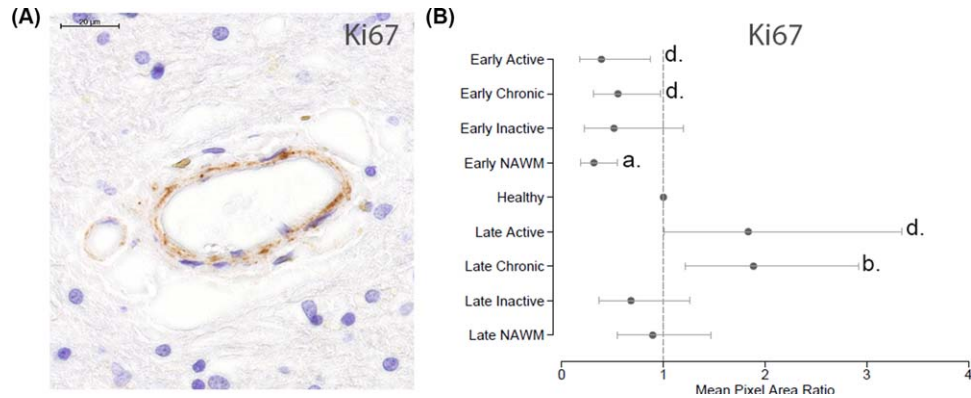 (A)
20 µm
Ki67
(B)
Ki67
Early Active
d.
Early Chronic
d.
Early Inactive
Early NAWM
a.
Healthy
Late Active
d.
Late Chronic
b.
Late Inactive
Late NAWM
0 1 2 3 4
Mean Pixel Area Ratio